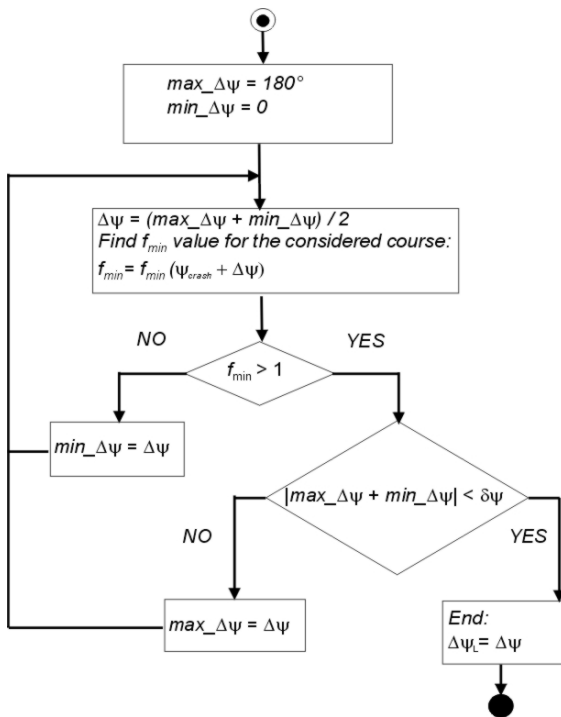 max_Δψ = 180°
min_Δψ = 0
Δψ = (max_Δψ + min_Δψ) / 2
Find fmin value for the considered course:
fmin = fmin (ψcrash + Δψ)
NO
YES
fmin > 1
min_Δψ = Δψ
|max_Δψ + min_Δψ| < δψ
NO
YES
max_Δψ = Δψ
End:
ΔψL = Δψ